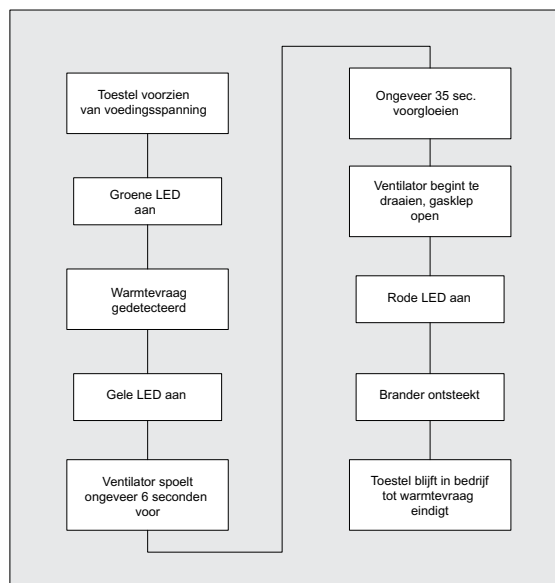 Toestel voorzien
van voedingsspanning
Groene LED
aan
Warmtevraag
gedetecteerd
Gele LED aan
Ventilator spoelt
ongeveer 6 seconden
voor
Ongeveer 35 sec.
voorgloeien
Ventilator begint te
draaien, gasklep
open
Rode LED aan
Brander ontsteekt
Toestel blijft in bedrijf
tot warmtevraag
eindigt